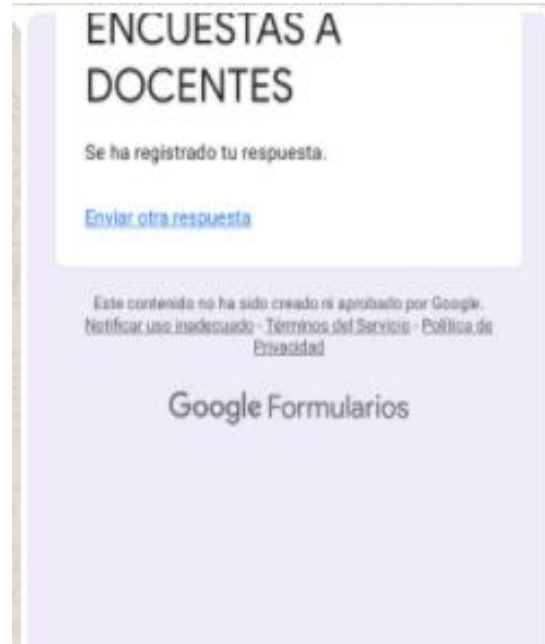 ENCUESTAS A
DOCENTES
Se ha registrado tu respuesta.
Enviar otra respuesta
Este contenido no ha sido creado ni aprobado por Google.
Notificar uso inadecuado - Términos del Servicio - Política de
Privacidad
Google Formularios